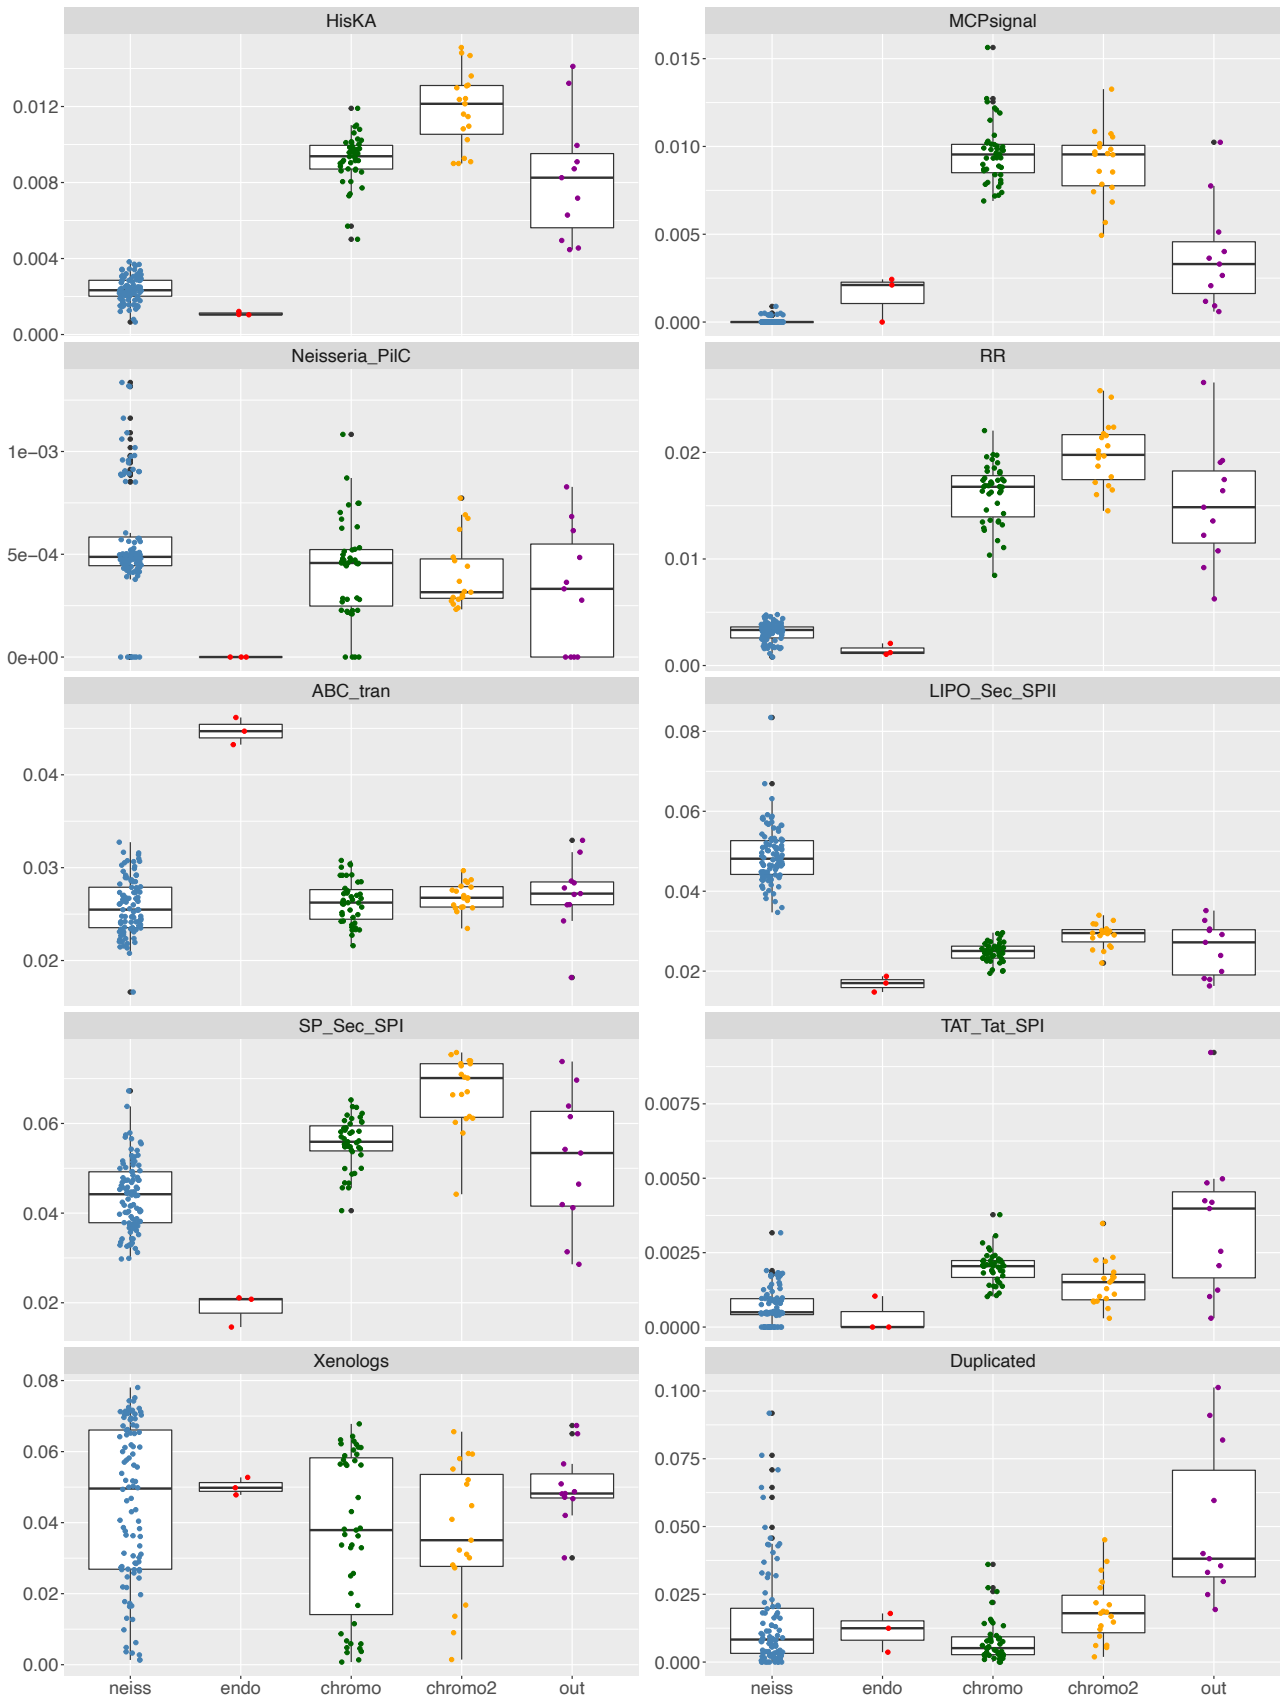 HisKA
MCPsignal
0.012
0.008
0.004
0.000
0.015
0.010
0.005
0.000
Neisseria_PilC
RR
1e−03
5e−04
0e+00
0.02
0.01
0.00
ABC_tran
LIPO_Sec_SPII
0.04
0.03
0.02
0.08
0.06
0.04
0.02
SP_Sec_SPI
TAT_Tat_SPI
0.06
0.04
0.02
0.0075
0.0050
0.0025
0.0000
Xenologs
Duplicated
0.08
0.06
0.04
0.02
0.00
0.100
0.075
0.050
0.025
0.000
neiss endo chromo chromo2 out
neiss endo chromo chromo2 out